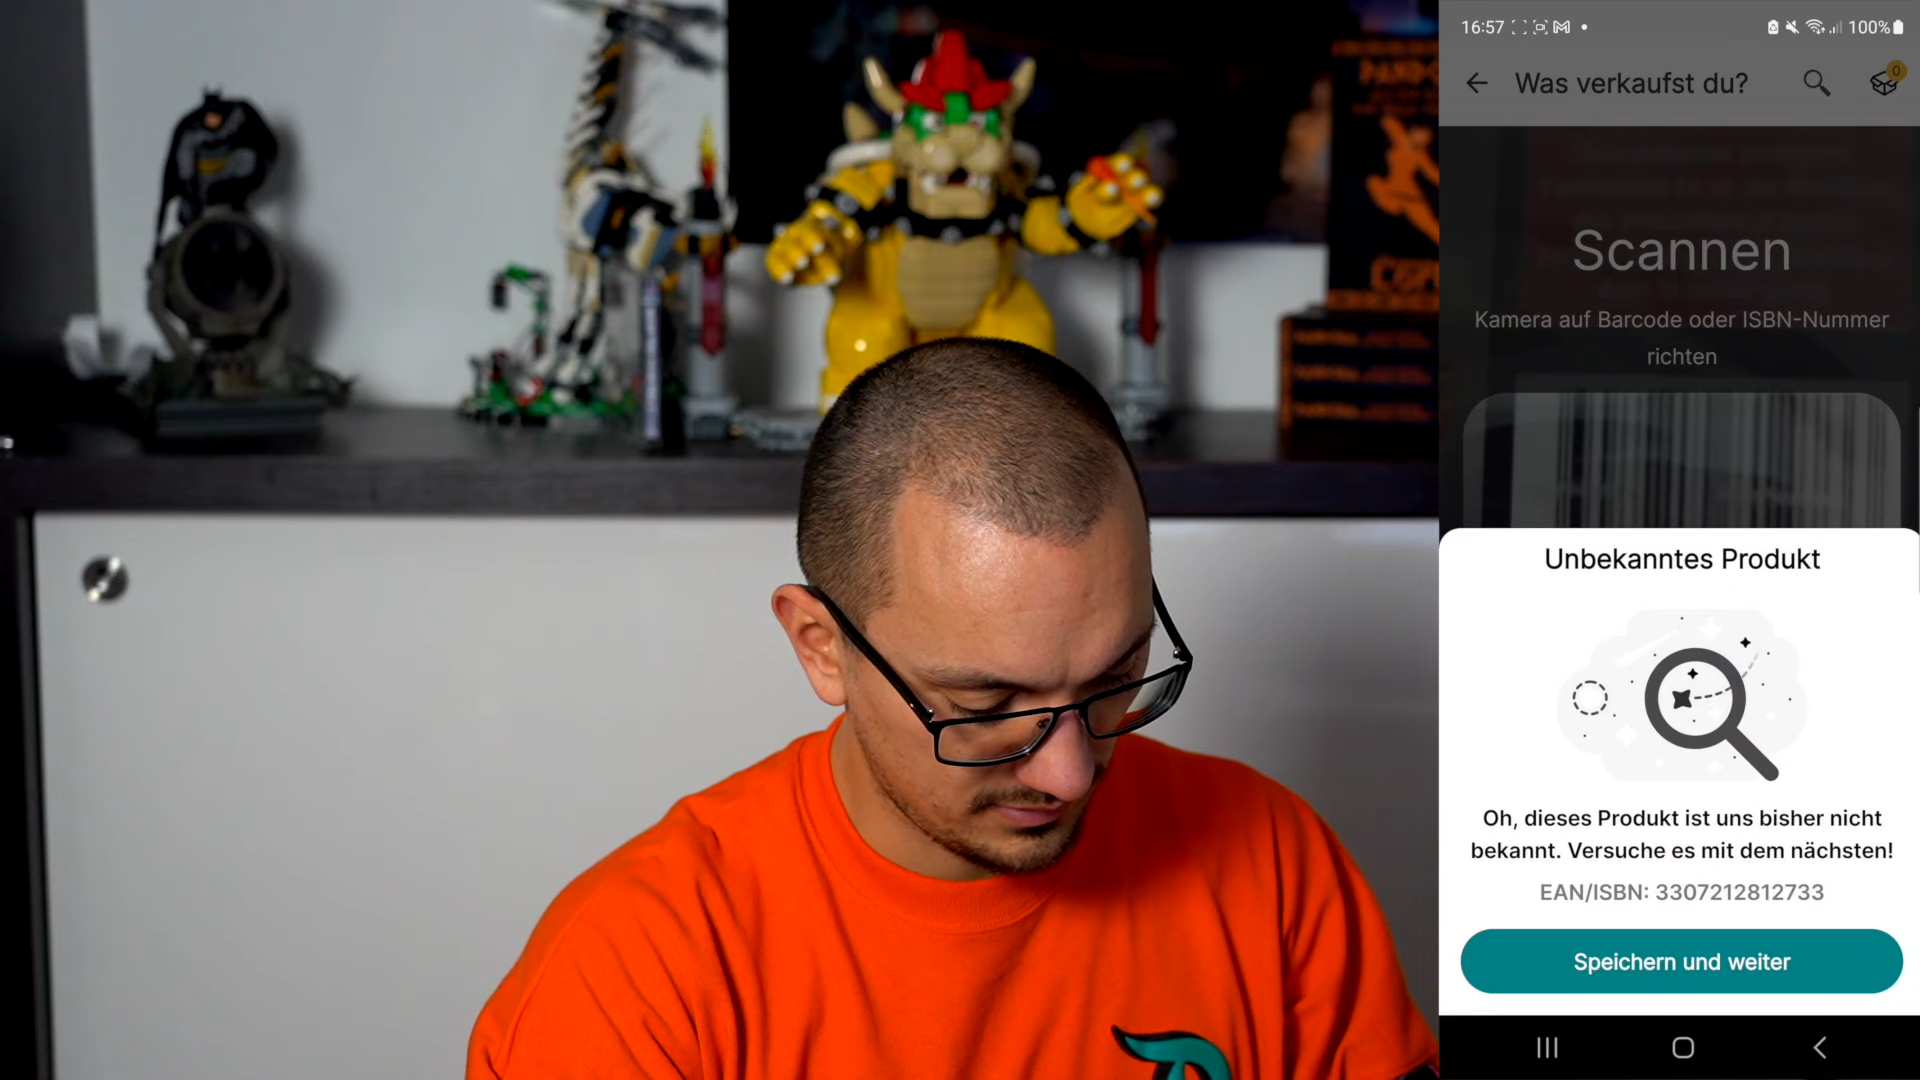 16:57
100%
Was verkaufst du?
0
Scannen
Kamera auf Barcode oder ISBN-Nummer
richten
Unbekanntes Produkt
Oh, dieses Produkt ist uns bisher nicht
bekannt. Versuche es mit dem nächsten!
EAN/ISBN: 3307212812733
Speichern und weiter